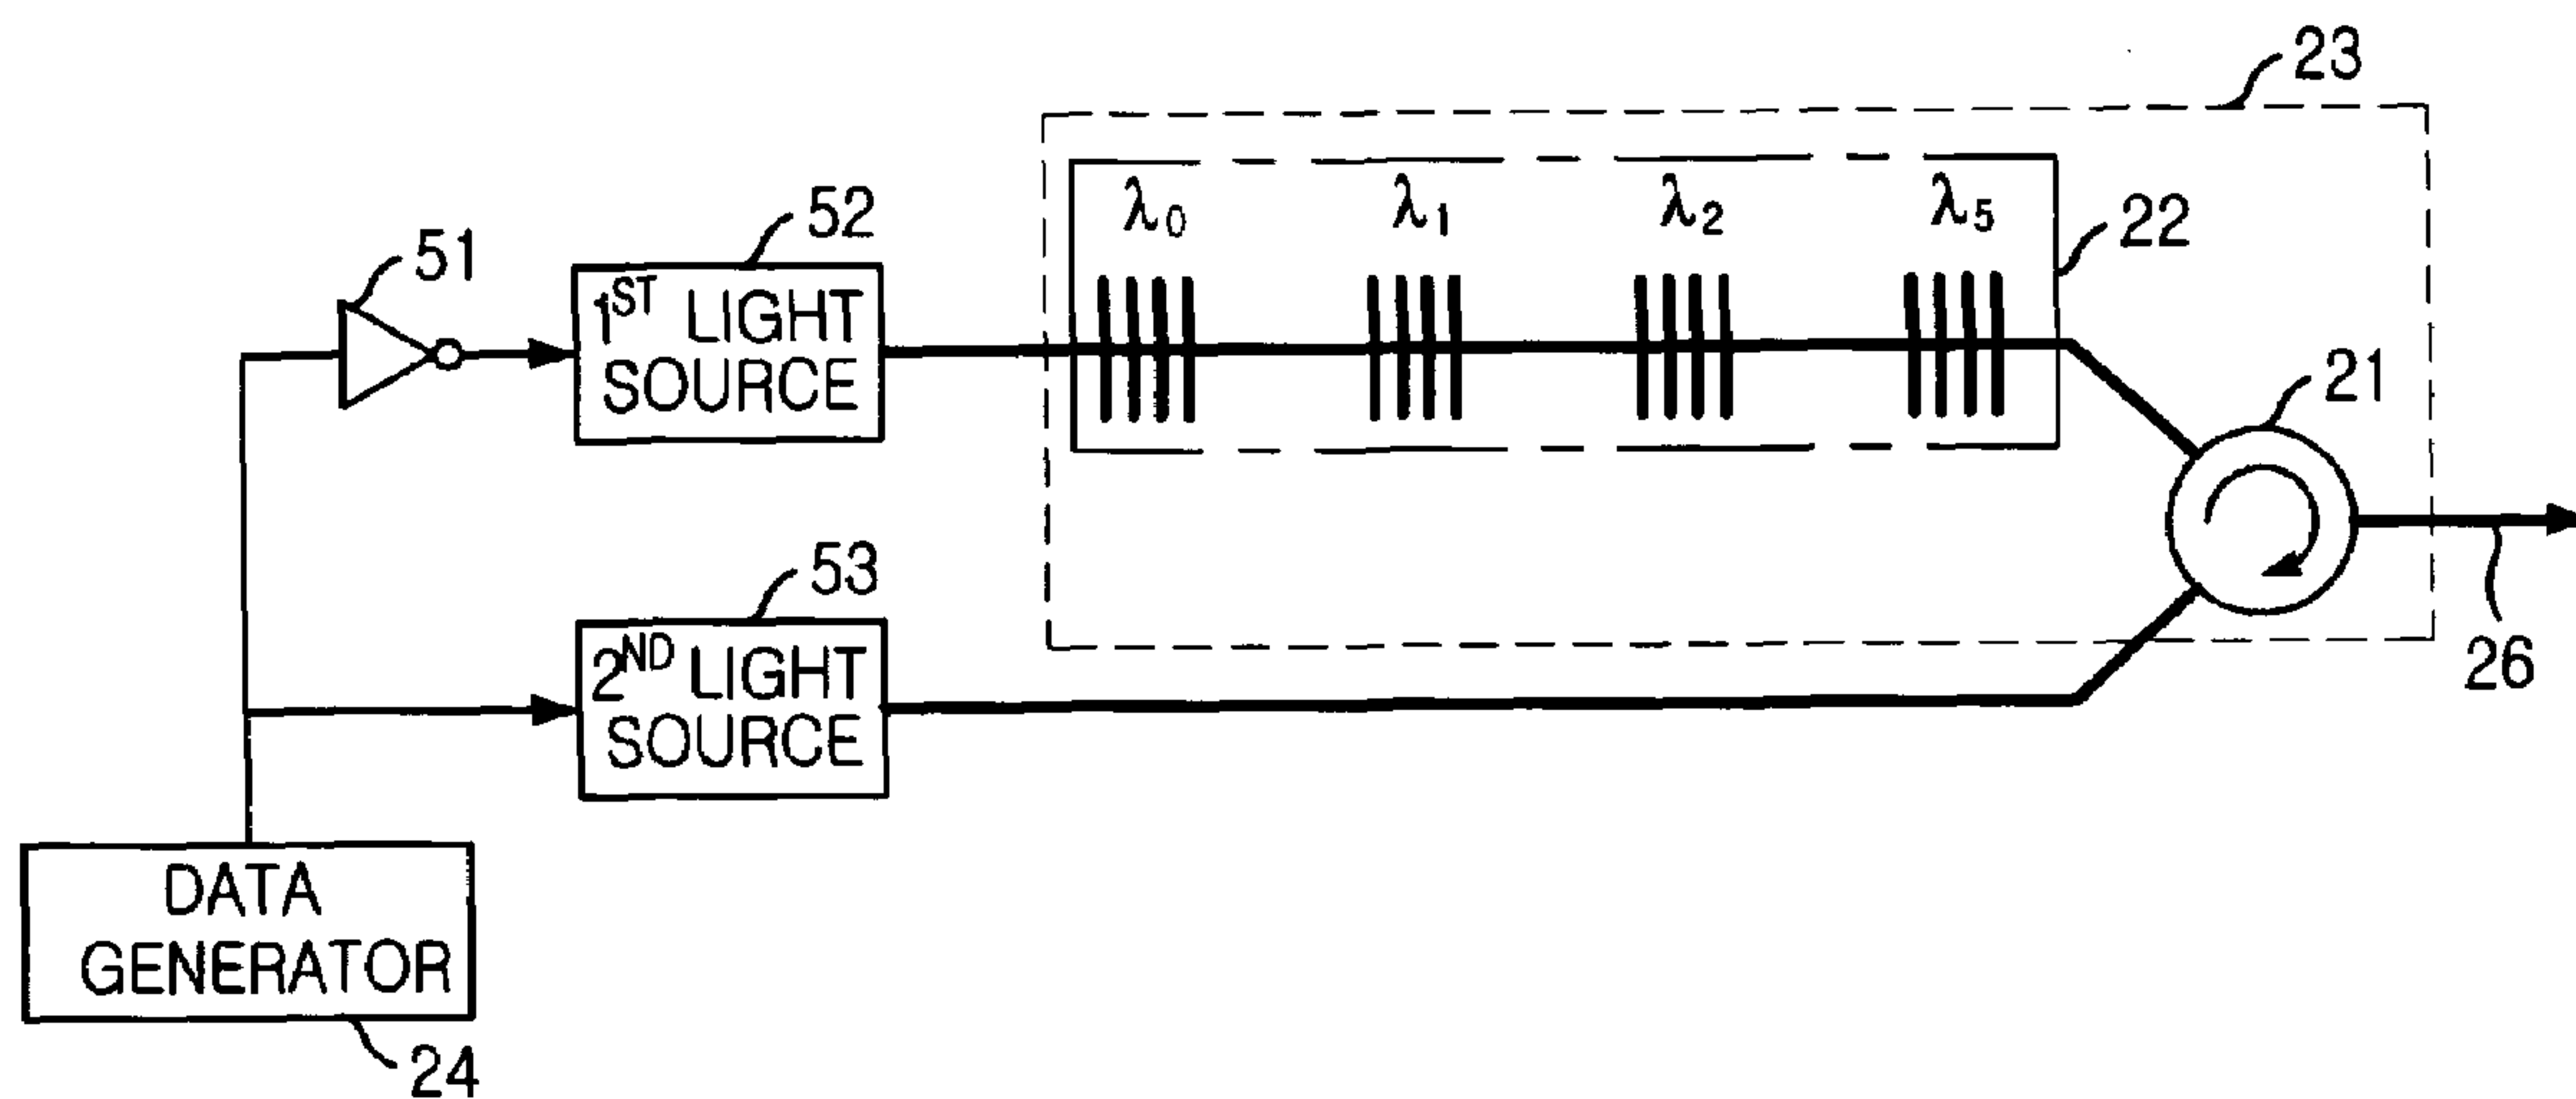 23
λ0 λ1 λ2 λ5
52
22
51
1ST LIGHT
SOURCE
21
53
2ND LIGHT
SOURCE
26
DATA
GENERATOR
24